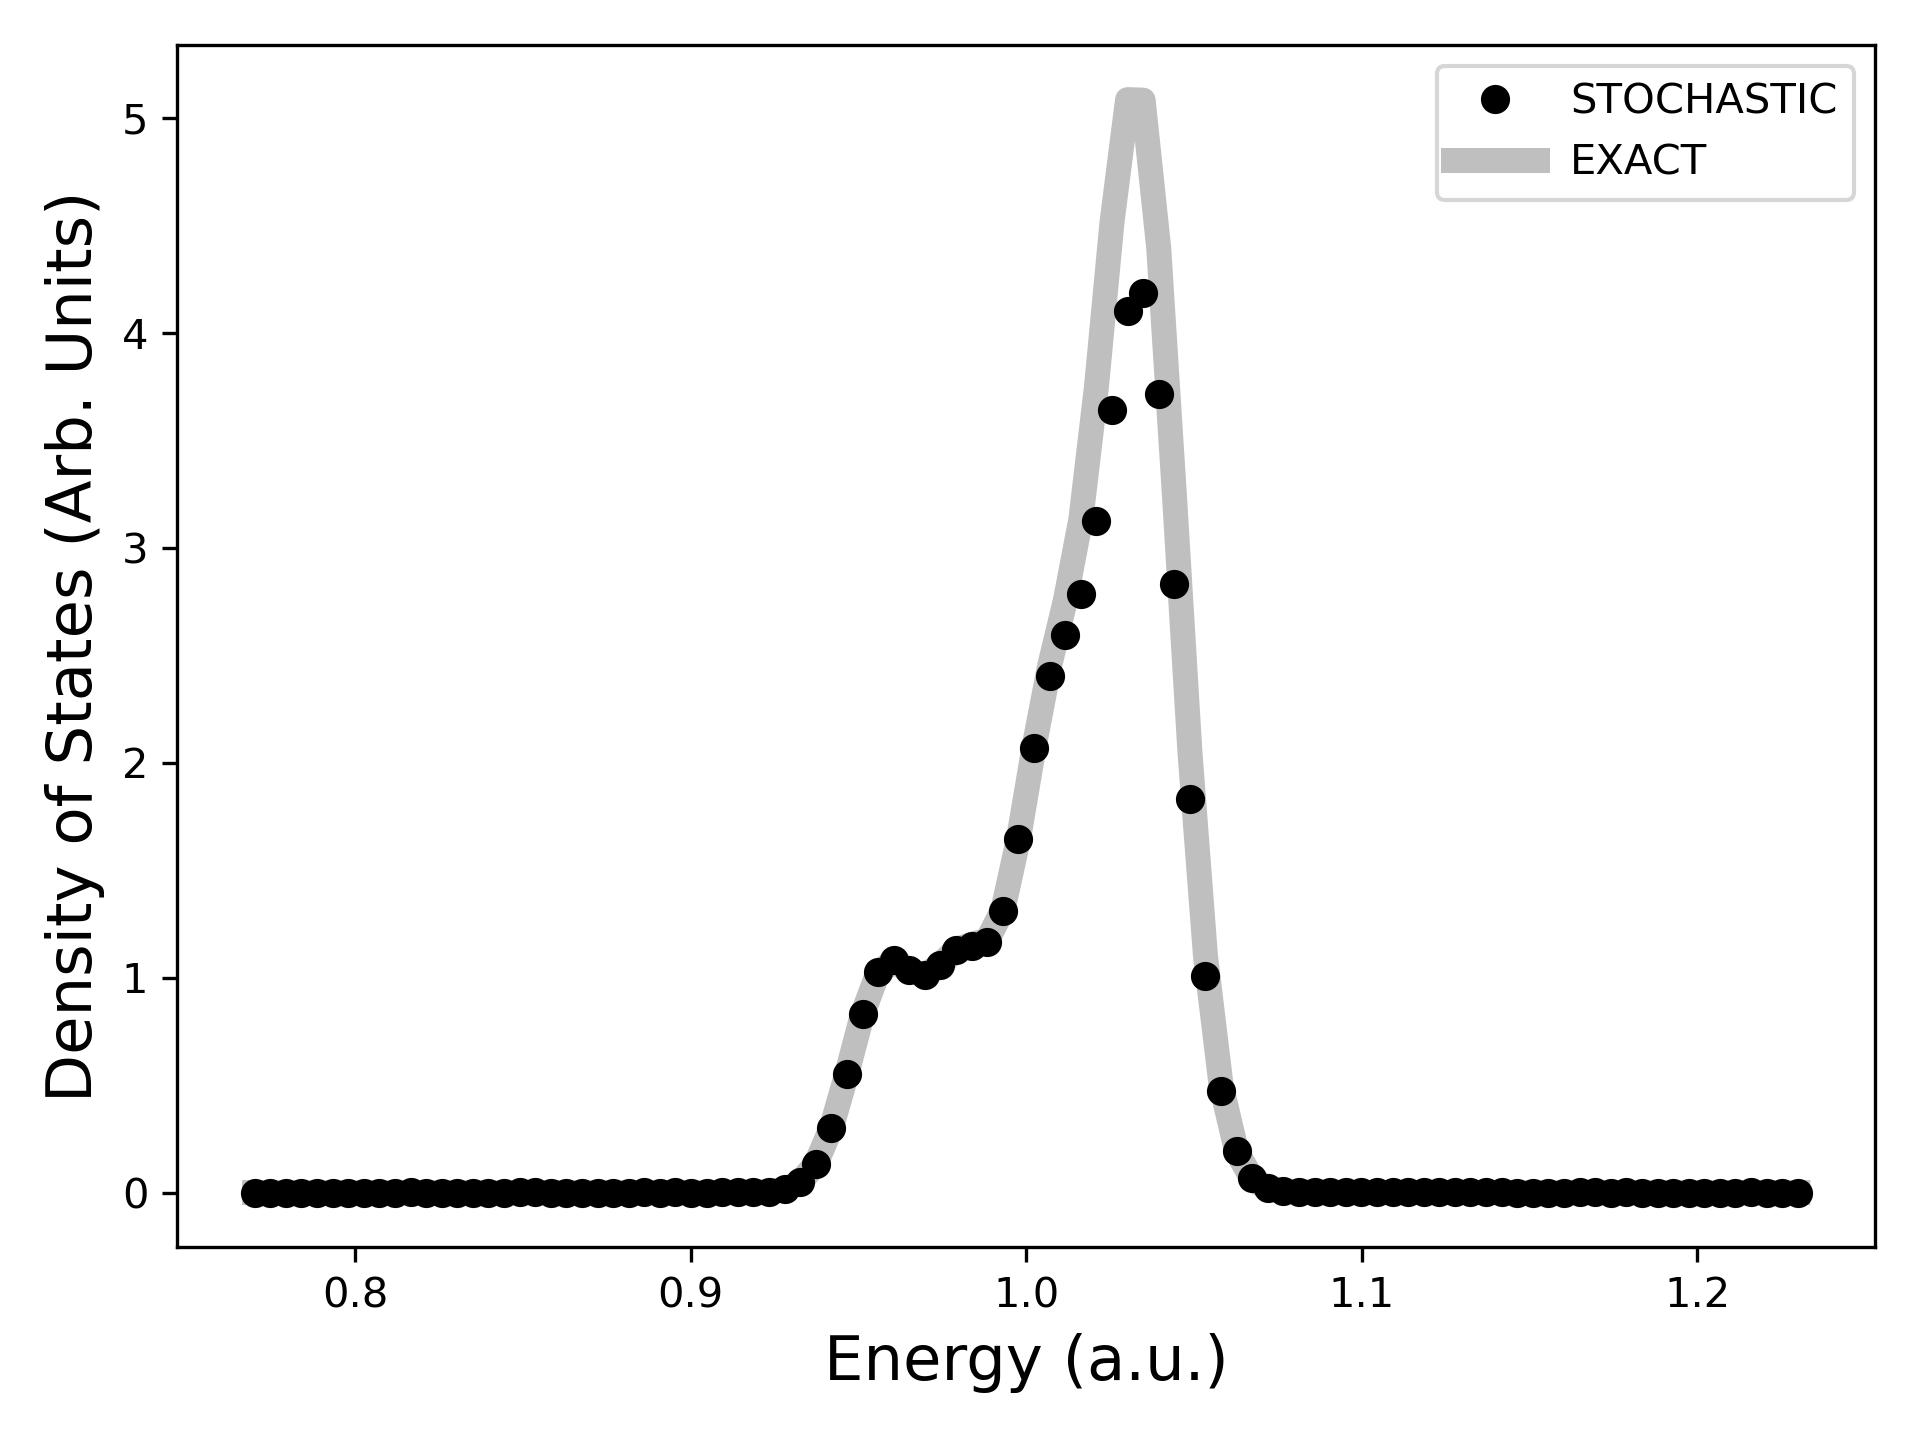 STOCHASTIC
EXACT
Density of States (Arb. Units)
5
4
3
2
1
0
0.8 0.9 1.0 1.1 1.2
Energy (a.u.)